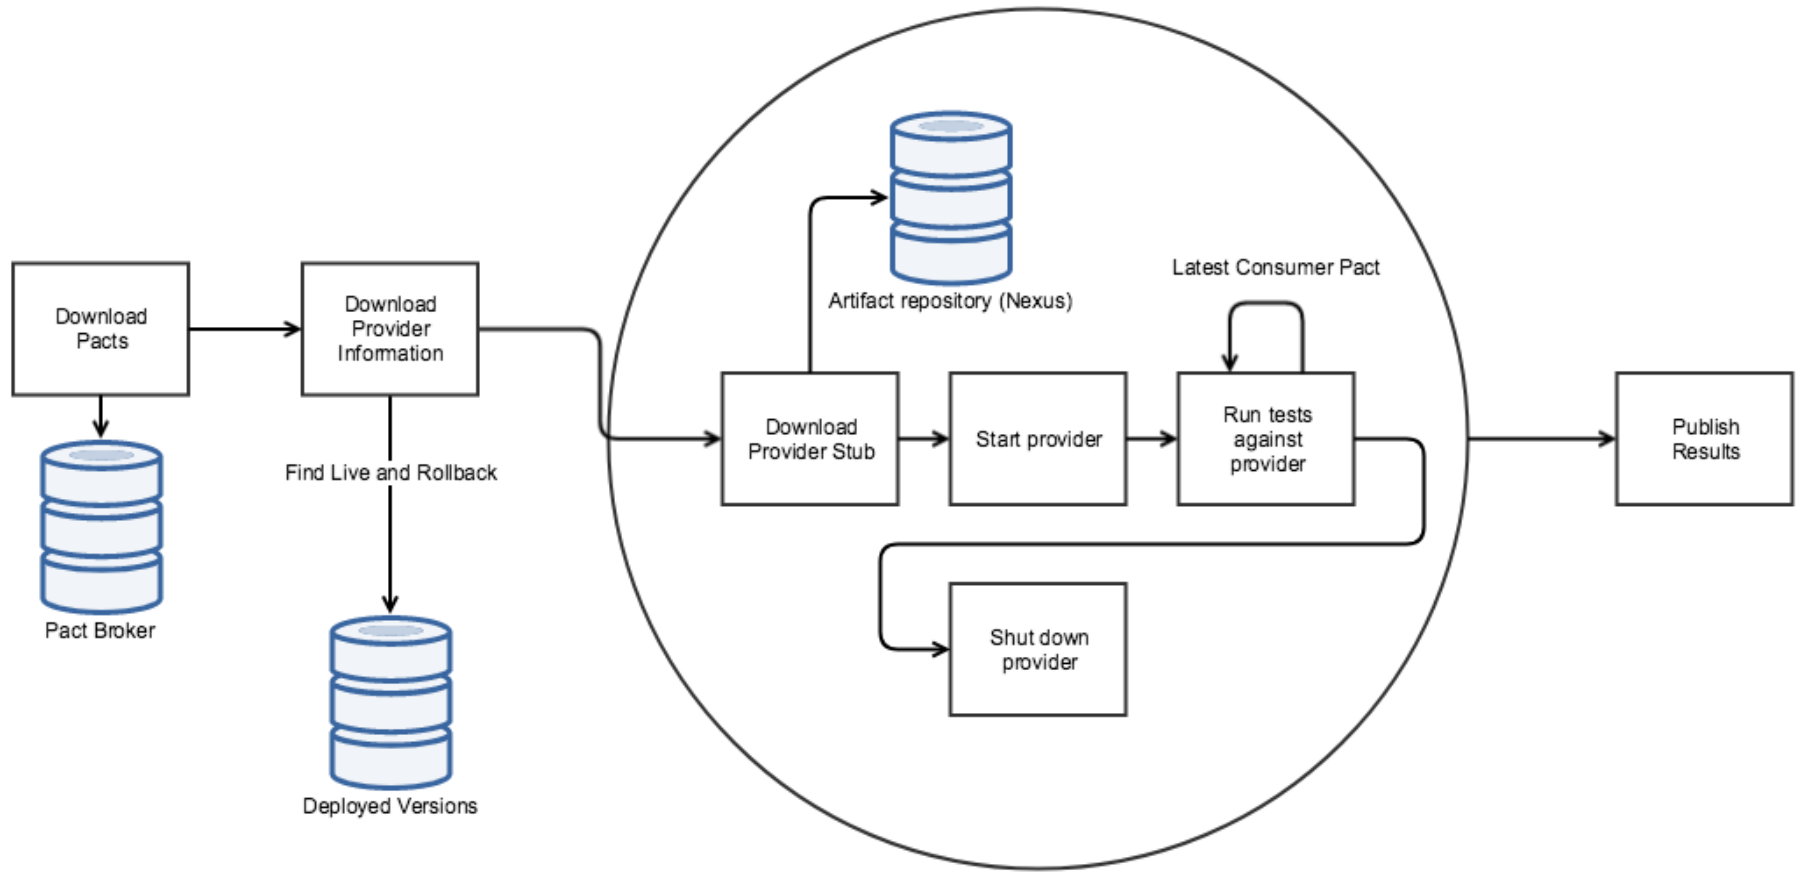 Download
Pacts
Pact Broker
Download
Provider
Information
Find Live and Rollback
Deployed Versions
Artifact repository (Nexus)
Latest Consumer Pact
Download
Provider Stub
Start provider
Run tests
against
provider
Shut down
provider
Publish
Results